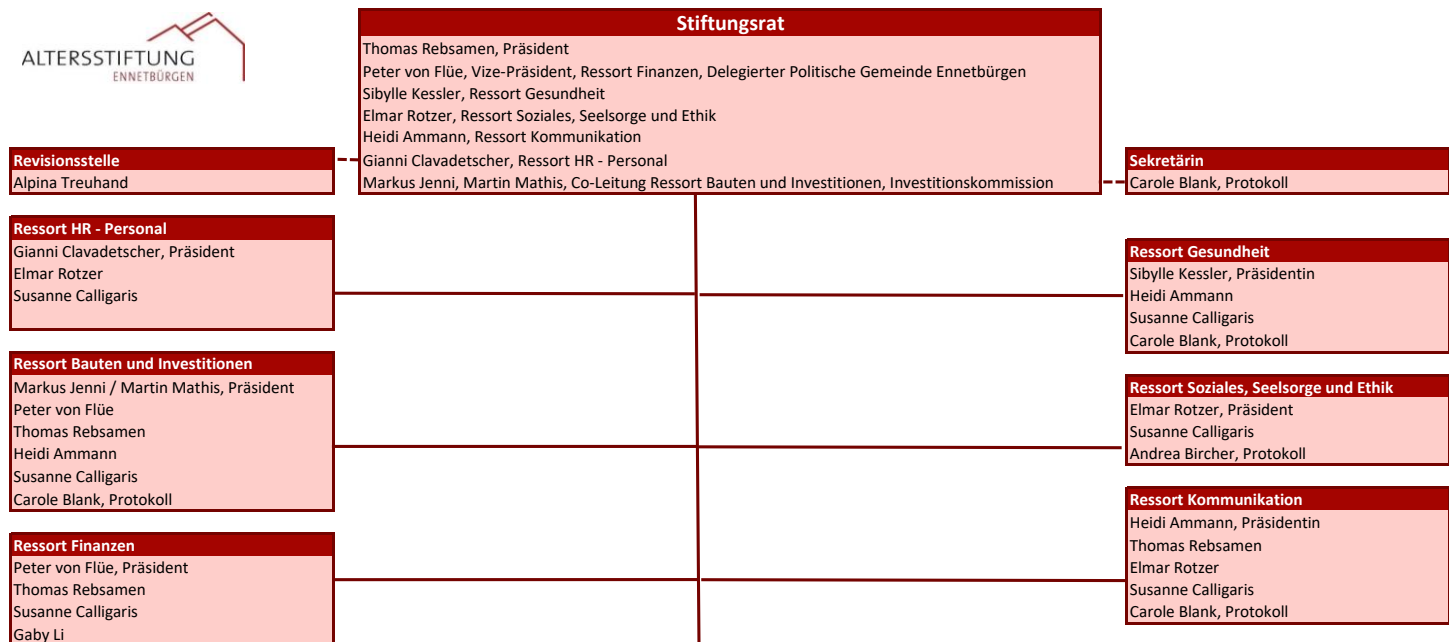 ALTERSSTIFTUNG
ENNETBÜRGEN
Stiftungsrat
Thomas Rebsamen, Präsident
Peter von Flüe, Vize-Präsident, Ressort Finanzen, Delegierter Politische Gemeinde Ennetbürgen
Sibylle Kessler, Ressort Gesundheit
Elmar Rotzer, Ressort Soziales, Seelsorge und Ethik
Heidi Ammann, Ressort Kommunikation
Gianni Clavadetscher, Ressort HR - Personal
Markus Jenni, Martin Mathis, Co-Leitung Ressort Bauten und Investitionen, Investitionskommission
Revisionsstelle
Alpina Treuhand
Sekretärin
Carole Blank, Protokoll
Ressort HR - Personal
Gianni Clavadetscher, Präsident
Elmar Rotzer
Susanne Calligaris
Ressort Gesundheit
Sibylle Kessler, Präsidentin
Heidi Ammann
Susanne Calligaris
Carole Blank, Protokoll
Ressort Bauten und Investitionen
Markus Jenni / Martin Mathis, Präsident
Peter von Flüe
Thomas Rebsamen
Heidi Ammann
Susanne Calligaris
Carole Blank, Protokoll
Ressort Soziales, Seelsorge und Ethik
Elmar Rotzer, Präsident
Susanne Calligaris
Andrea Bircher, Protokoll
Ressort Finanzen
Peter von Flüe, Präsident
Thomas Rebsamen
Susanne Calligaris
Gaby Li
Ressort Kommunikation
Heidi Ammann, Präsidentin
Thomas Rebsamen
Elmar Rotzer
Susanne Calligaris
Carole Blank, Protokoll